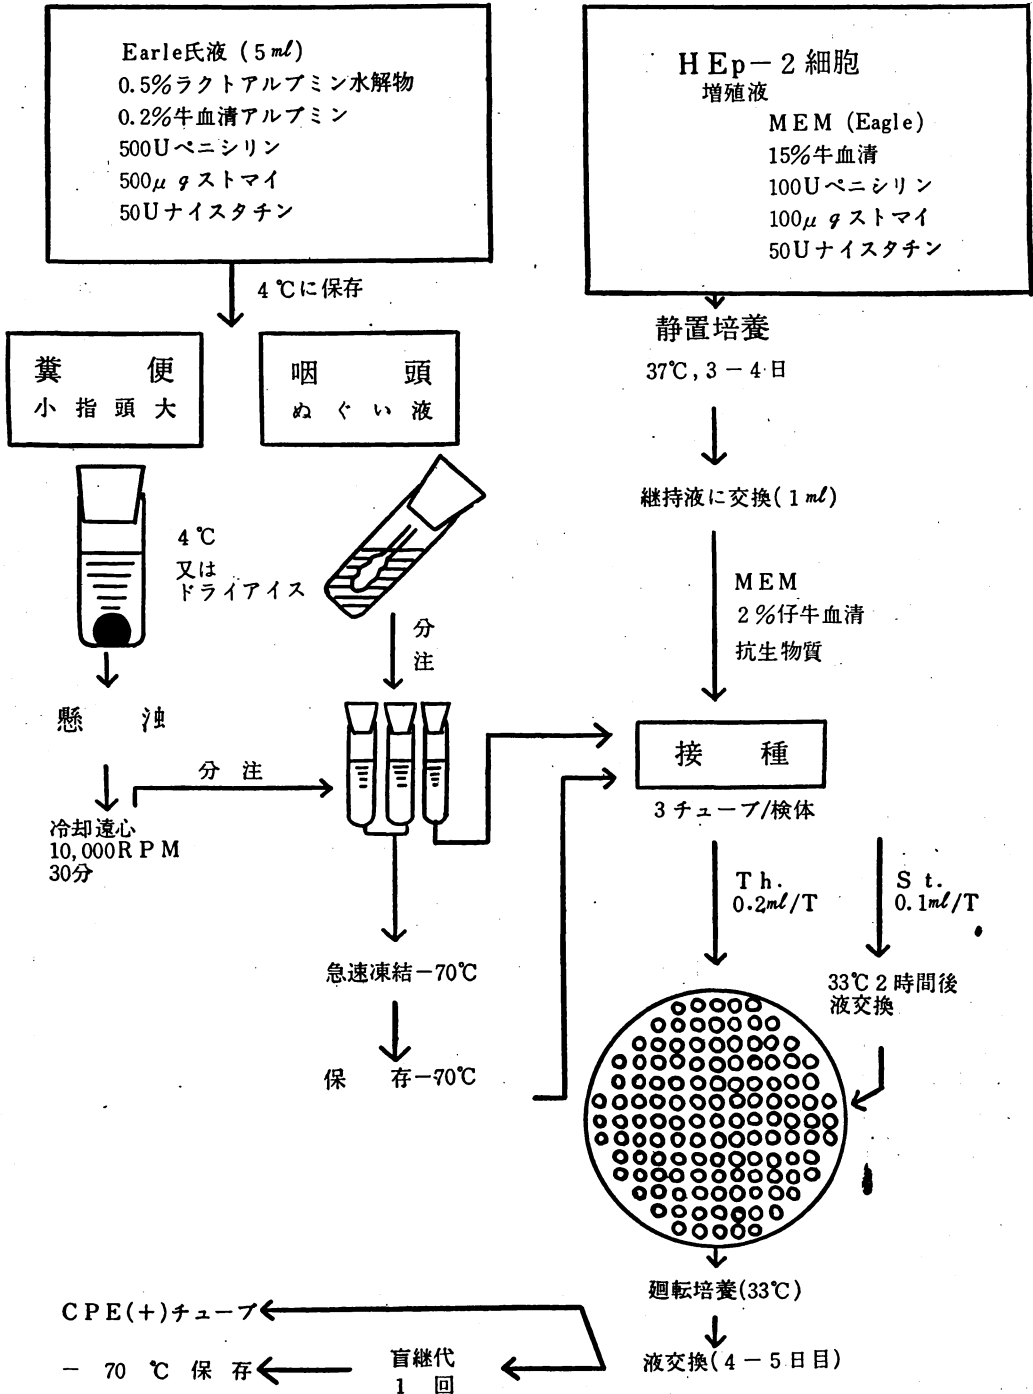 Earle氏液 (5ml)
0.5%ラクトアルブミン水解物
0.2%牛血清アルブミン
500Uペニシリン
500μgストマイ
50Uナイスタチン
4℃に保存
糞 便
小指頭大
咽 頭
ぬぐい液
4℃
又は
ドライアイス
分
注
懸 濁
分 注
冷却遠心
10,000RPM
30分
急速凍結-70℃
保 存-70℃
HEp-2細胞
増殖液
MEM (Eagle)
15%牛血清
100Uペニシリン
100μgストマイ
50Uナイスタチン
静置培養
37℃,3-4日
継持液に交換(1ml)
MEM
2%仔牛血清
抗生物質
接 種
3チューブ/検体
Th.
0.2ml/T
St.
0.1ml/T
33℃2時間後
液交換
廻転培養(33℃)
液交換(4-5日目)
CPE(+)チューブ
盲継代
1 回
- 70 ℃ 保存